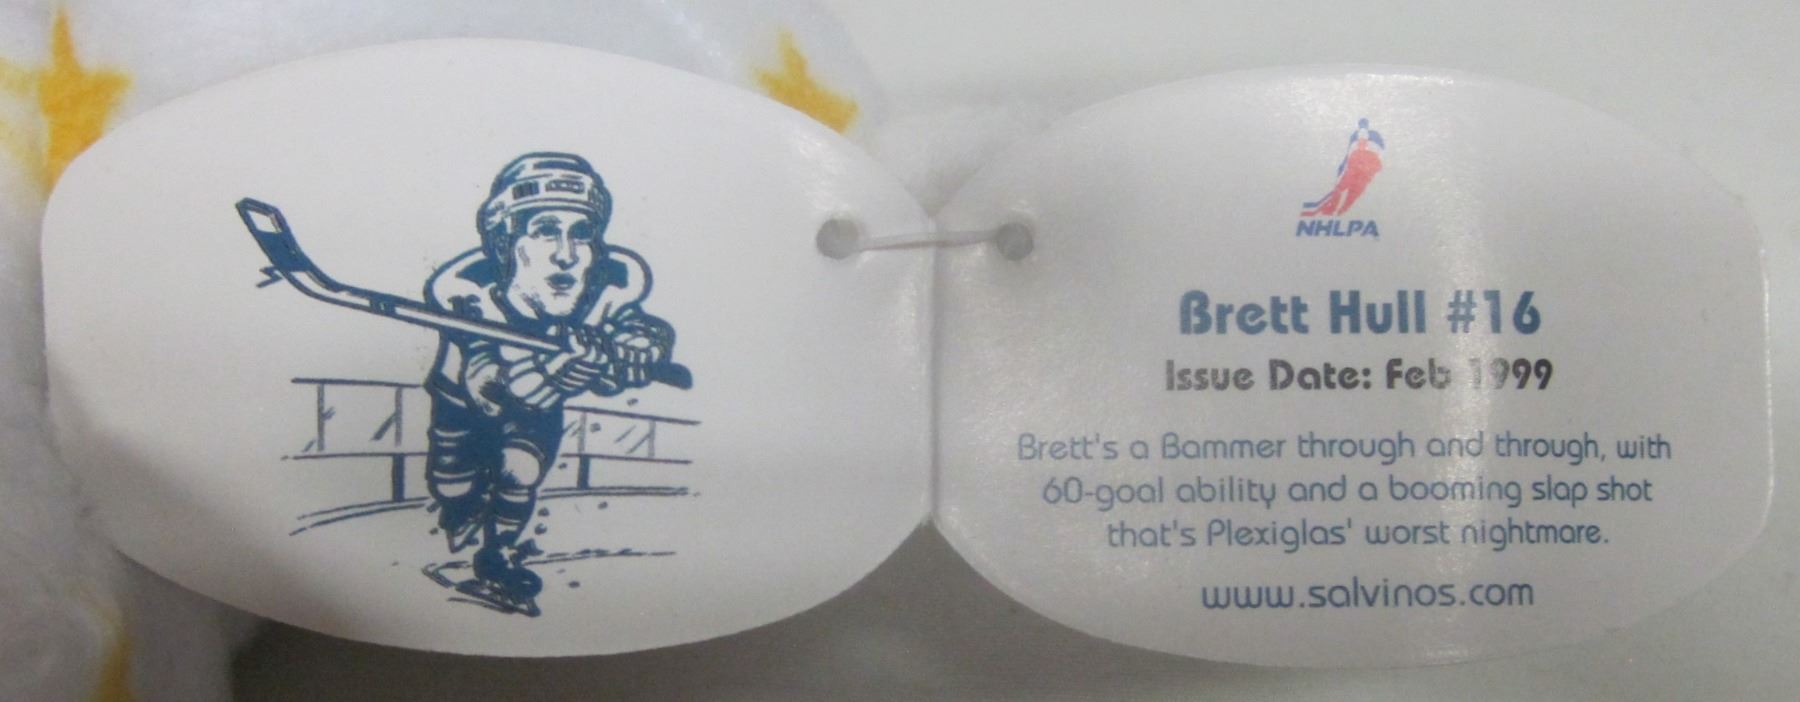 16
NHLPA
Brett Hull #16
Issue Date: Feb 1999
Brett's a Bammer through and through, with
60-goal ability and a booming slap shot
that's Plexiglas' worst nightmare.
www.salvinos.com